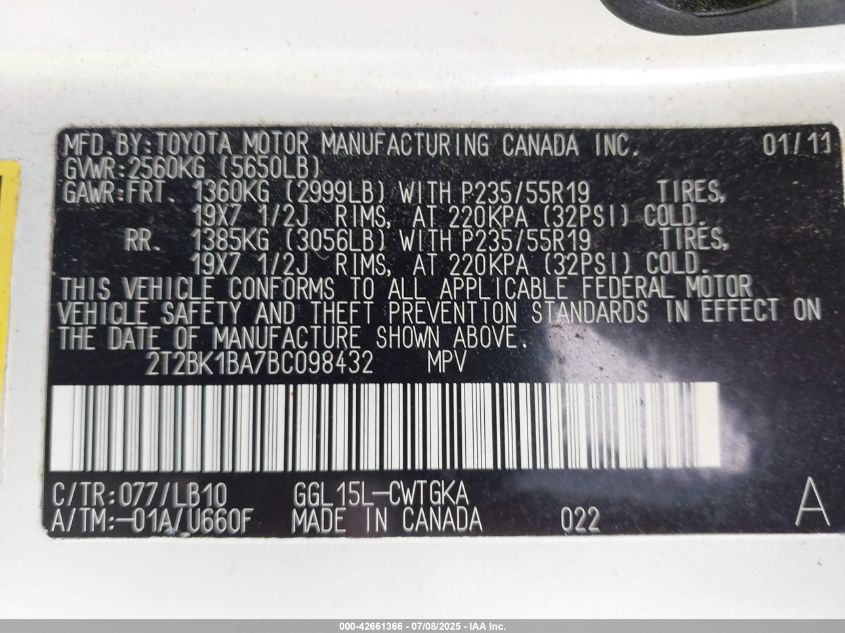 MFD. BY: TOYOTA MOTOR MANUFACTURING CANADA INC. 01/11
GVWR: 2560KG (5650LB)
GAWR: FRT. 1360KG (2999LB) WITH P235/55R19 TIRES,
19X7 1/2J RIMS, AT 220KPA (32PSI) COLD.
RR. 1385KG (3056LB) WITH P235/55R19 TIRES,
19X7 1/2J RIMS, AT 220KPA (32PSI) COLD.
THIS VEHICLE CONFORMS TO ALL APPLICABLE FEDERAL MOTOR
VEHICLE SAFETY AND THEFT PREVENTION STANDARDS IN EFFECT ON
THE DATE OF MANUFACTURE SHOWN ABOVE.
2T2BK1BA7BC098432 MPV
C/TR: 077/LB10 GGL15L-CWTGKA A
A/TM: -01A/U660F MADE IN CANADA 022
000-42661366 - 07/08/2025 - IAA Inc.